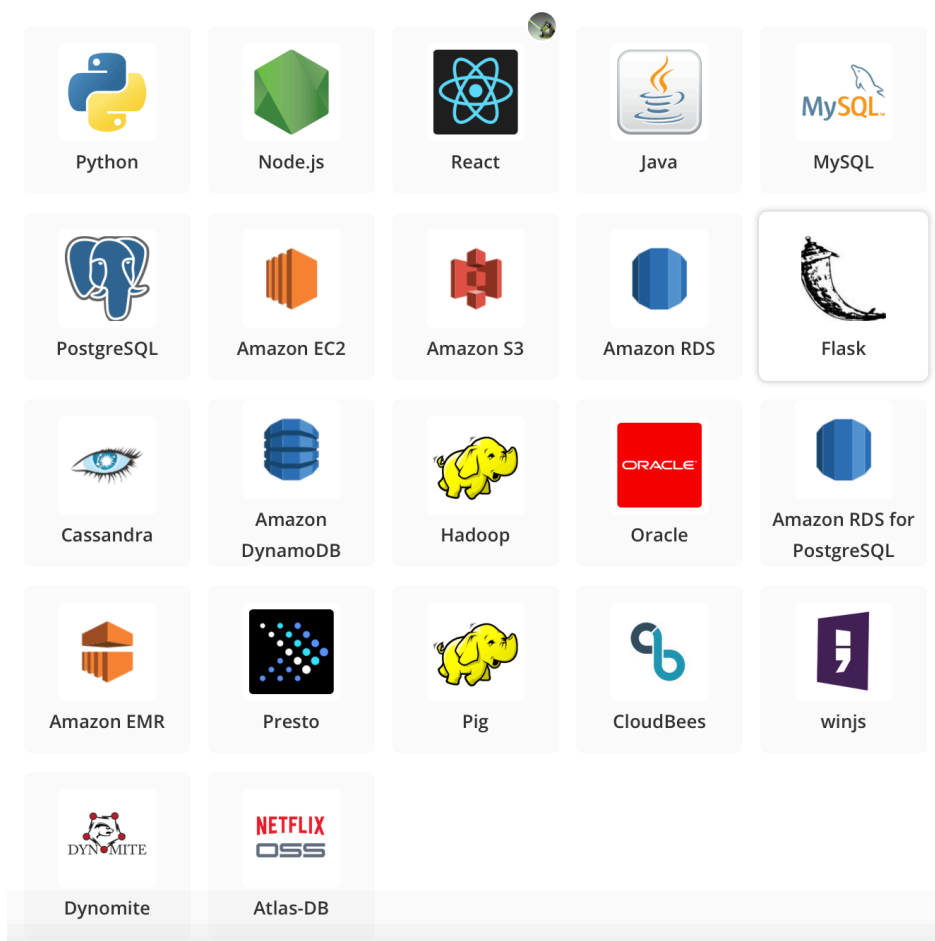 Python
Node.js
React
Java
MySQL™
MySQL
PostgreSQL
Amazon EC2
Amazon S3
Amazon RDS
Flask
ORACLE
Cassandra
Amazon
DynamoDB
Hadoop
Oracle
Amazon RDS for
PostgreSQL
Amazon EMR
Presto
Pig
CloudBees
winjs
DYNOMITE
NETFLIX
OSS
Dynomite
Atlas-DB